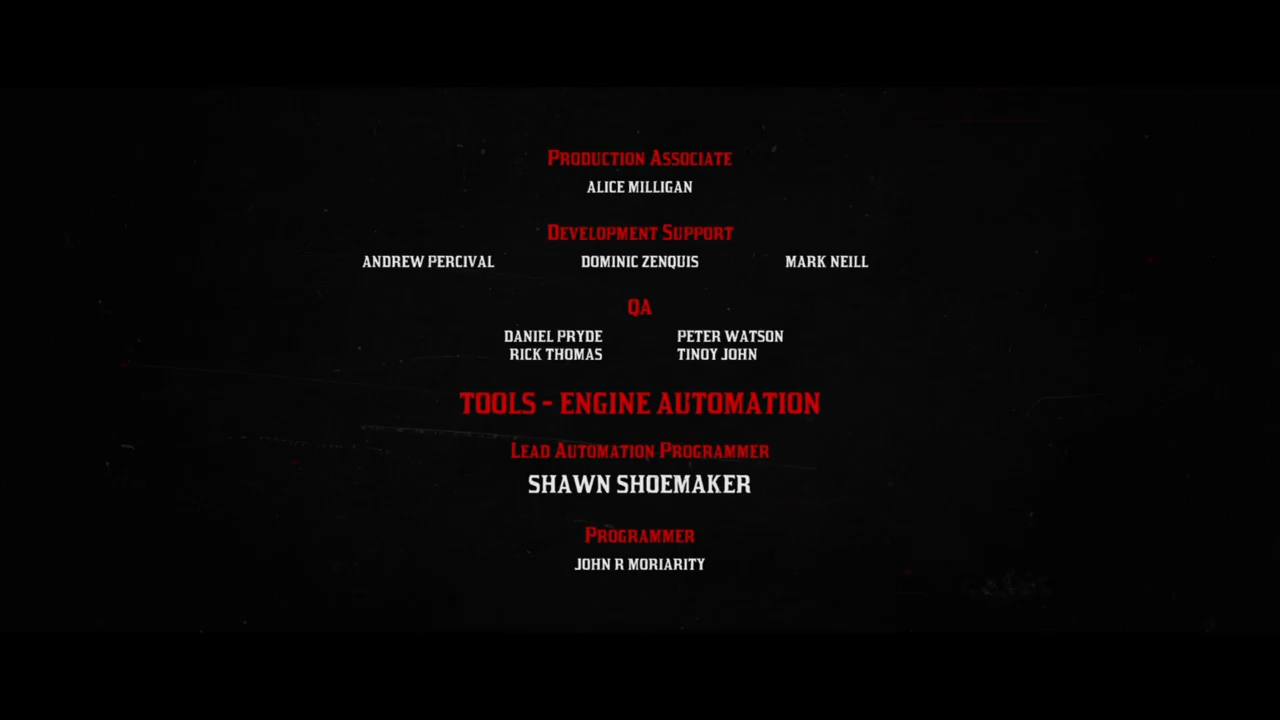 PRODUCTION ASSOCIATE
ALICE MILLIGAN
DEVELOPMENT SUPPORT
ANDREW PERCIVAL DOMINIC ZENQUIS MARK NEILL
QA
DANIEL PRYDE PETER WATSON
RICK THOMAS TINOY JOHN
TOOLS - ENGINE AUTOMATION
LEAD AUTOMATION PROGRAMMER
SHAWN SHOEMAKER
PROGRAMMER
JOHN R MORIARITY